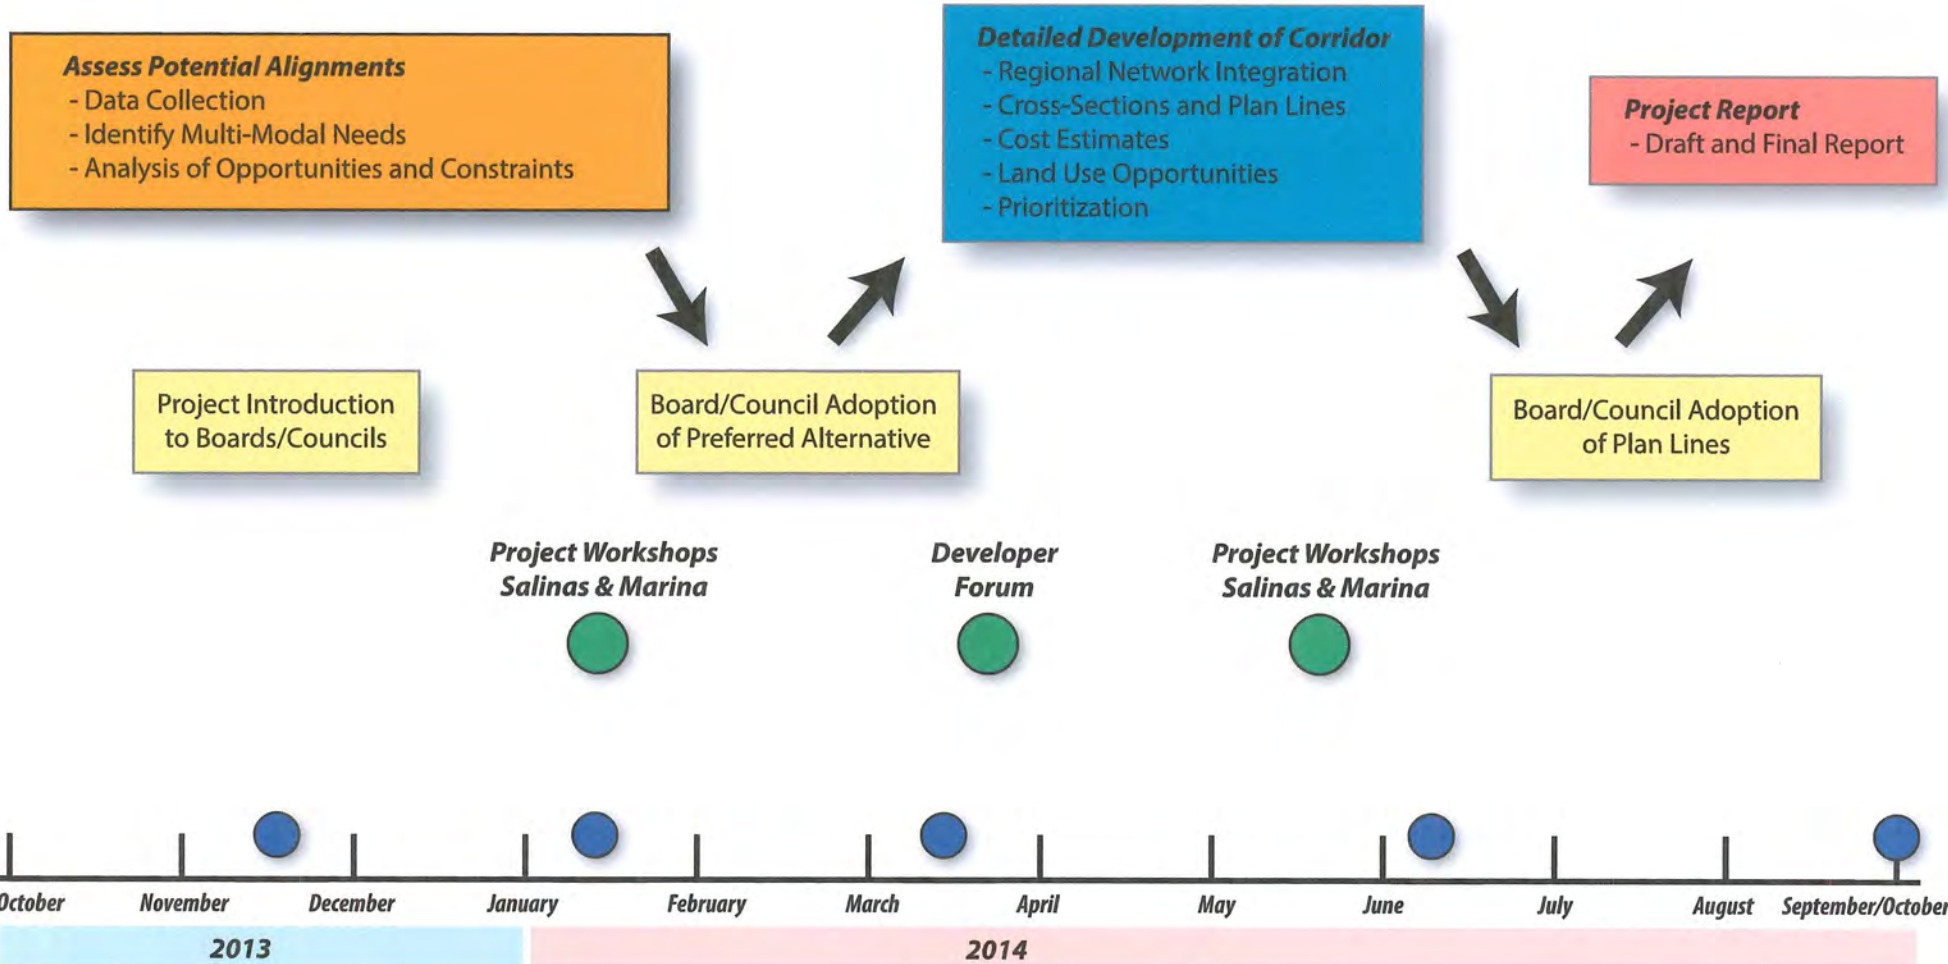 Assess Potential Alignments
- Data Collection
- Identify Multi-Modal Needs
- Analysis of Opportunities and Constraints
Detailed Development of Corridor
- Regional Network Integration
- Cross-Sections and Plan Lines
- Cost Estimates
- Land Use Opportunities
- Prioritization
Project Report
- Draft and Final Report
Project Introduction
to Boards/Councils
Board/Council Adoption
of Preferred Alternative
Board/Council Adoption
of Plan Lines
Project Workshops
Salinas & Marina
Developer
Forum
Project Workshops
Salinas & Marina
October November December January February March April May June July August September/October
2013 2014